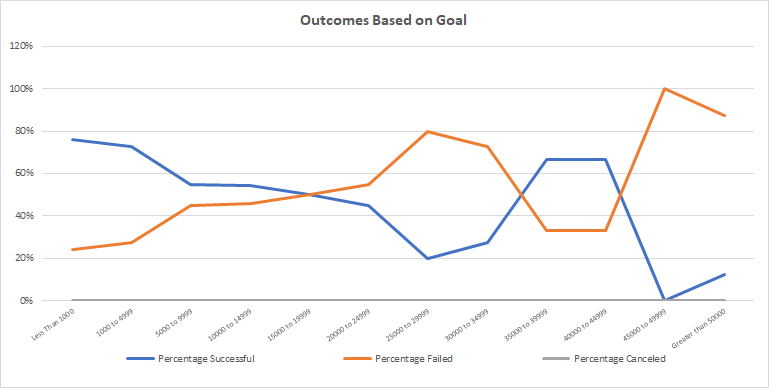 Outcomes Based on Goal
120%
100%
80%
60%
40%
20%
0%
Less Than 1000
1000 to 4999
5000 to 9999
10000 to 14999
15000 to 19999
20000 to 24999
25000 to 29999
30000 to 34999
35000 to 39999
40000 to 44999
45000 to 49999
Greater than 50000
Percentage Successful Percentage Failed Percentage Canceled